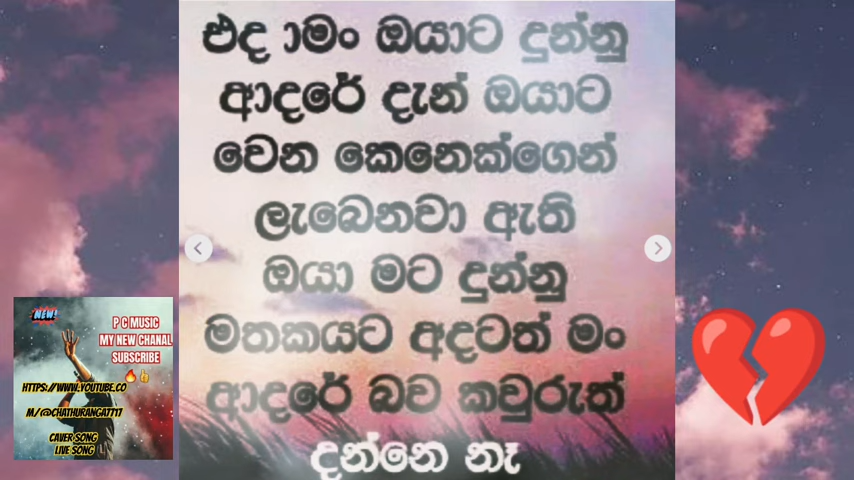 එද ාමං ඔයාට දුන්නු
ආදරේ දැන් ඔයාට
වෙන කෙනෙක්ගෙන්
ලැබෙනවා ඇති
ඔයා මට දුන්නු
මතකයට අදටත් මං
ආදරේ බව කවුරුත්
දන්නෙ නෑ
NEW!
P C MUSIC
MY NEW CHANAL
SUBSCRIBE
HTTPS://WWW.YOUTUBE.CO
M/@CHATHURANGA7717
CAVER SONG
LIVE SONG